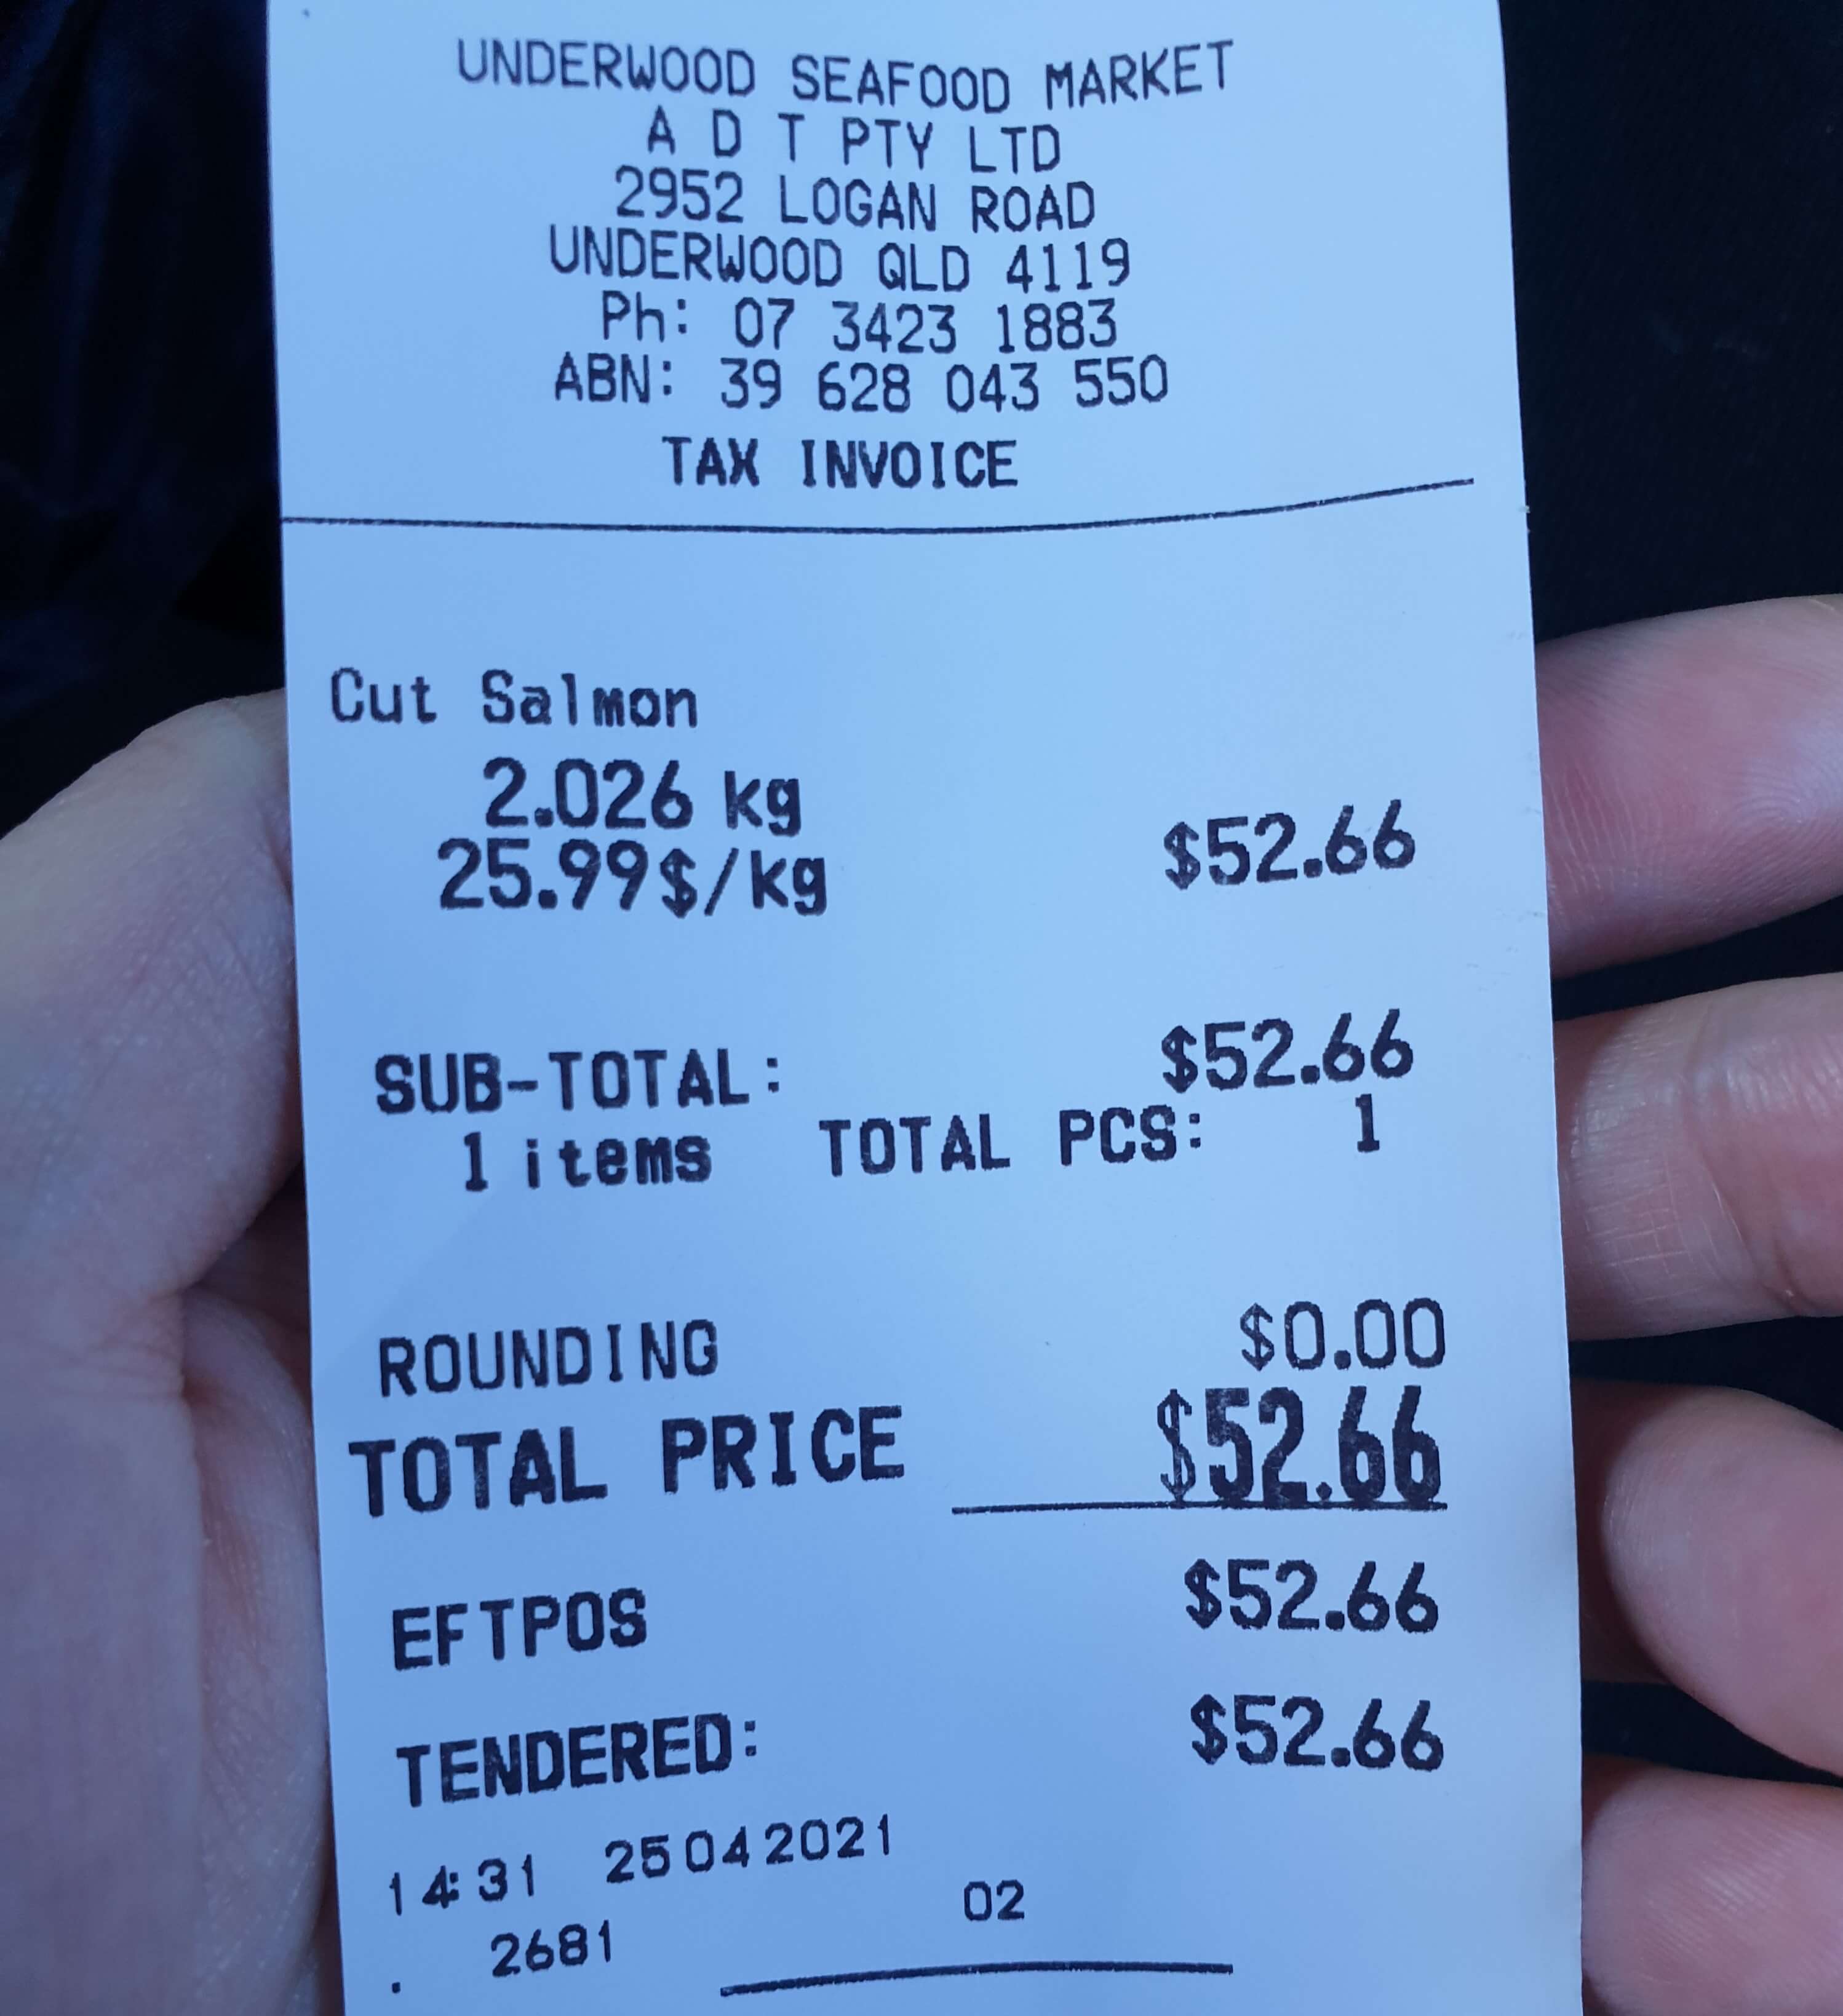 UNDERWOOD SEAFOOD MARKET
A D T PTY LTD
2952 LOGAN ROAD
UNDERWOOD QLD 4119
Ph: 07 3423 1883
ABN: 39 628 043 550
TAX INVOICE
Cut Salmon
2.026 kg
25.99$/kg $52.66
SUB-TOTAL: $52.66
1 items TOTAL PCS: 1
ROUNDING $0.00
TOTAL PRICE $52.66
EFTPOS $52.66
TENDERED: $52.66
14:31 25042021
. 2681 02